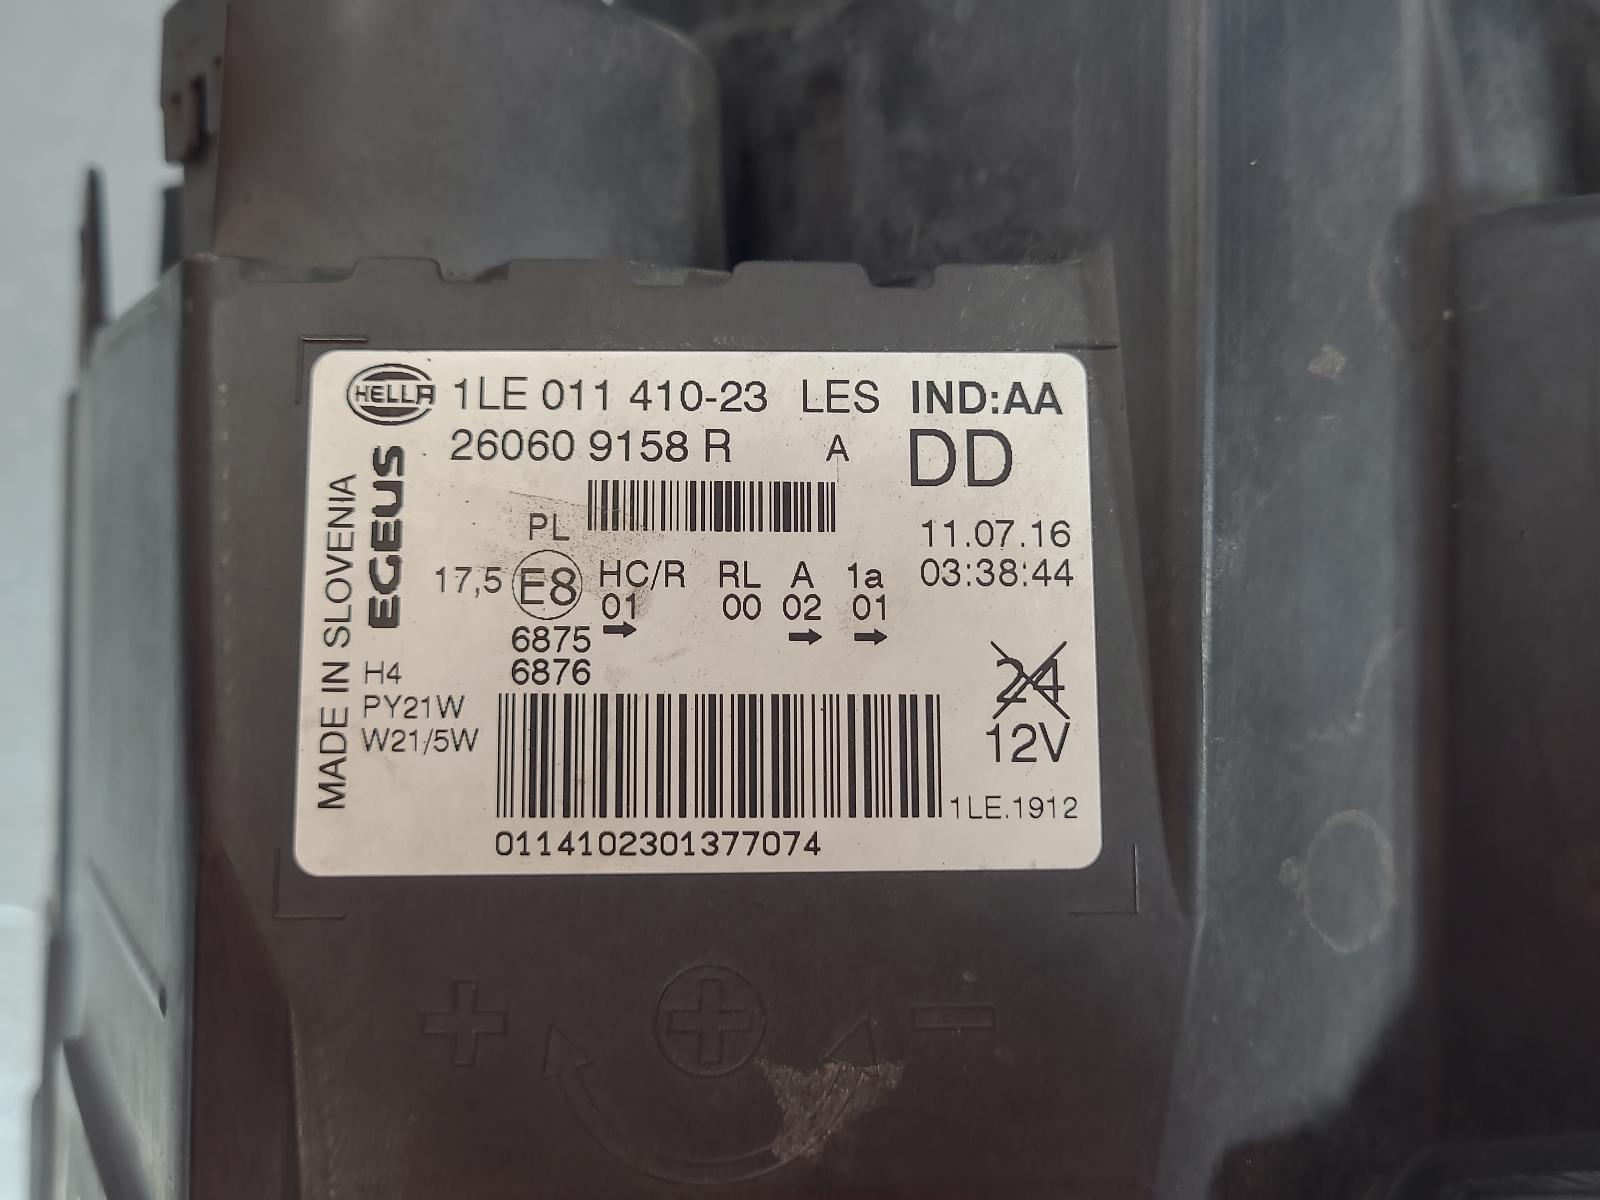 HELLA 1LE 011 410-23 LES IND:AA
26060 9158 R A DD
MADE IN SLOVENIA
EGEUS
PL
11.07.16
17,5 E8 HC/R RL A 1a 03:38:44
01 00 02 01
6875
6876
H4
PY21W
W21/5W
24
12V
1LE.1912
0114102301377074